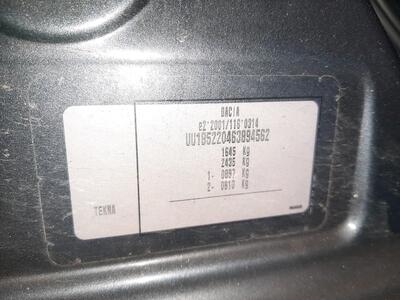 DACIA
e2*2001/116*0314
UU1B5220463894562
1645 Kg
2435 Kg
1- 0897 Kg
2- 0810 Kg
TEKNA